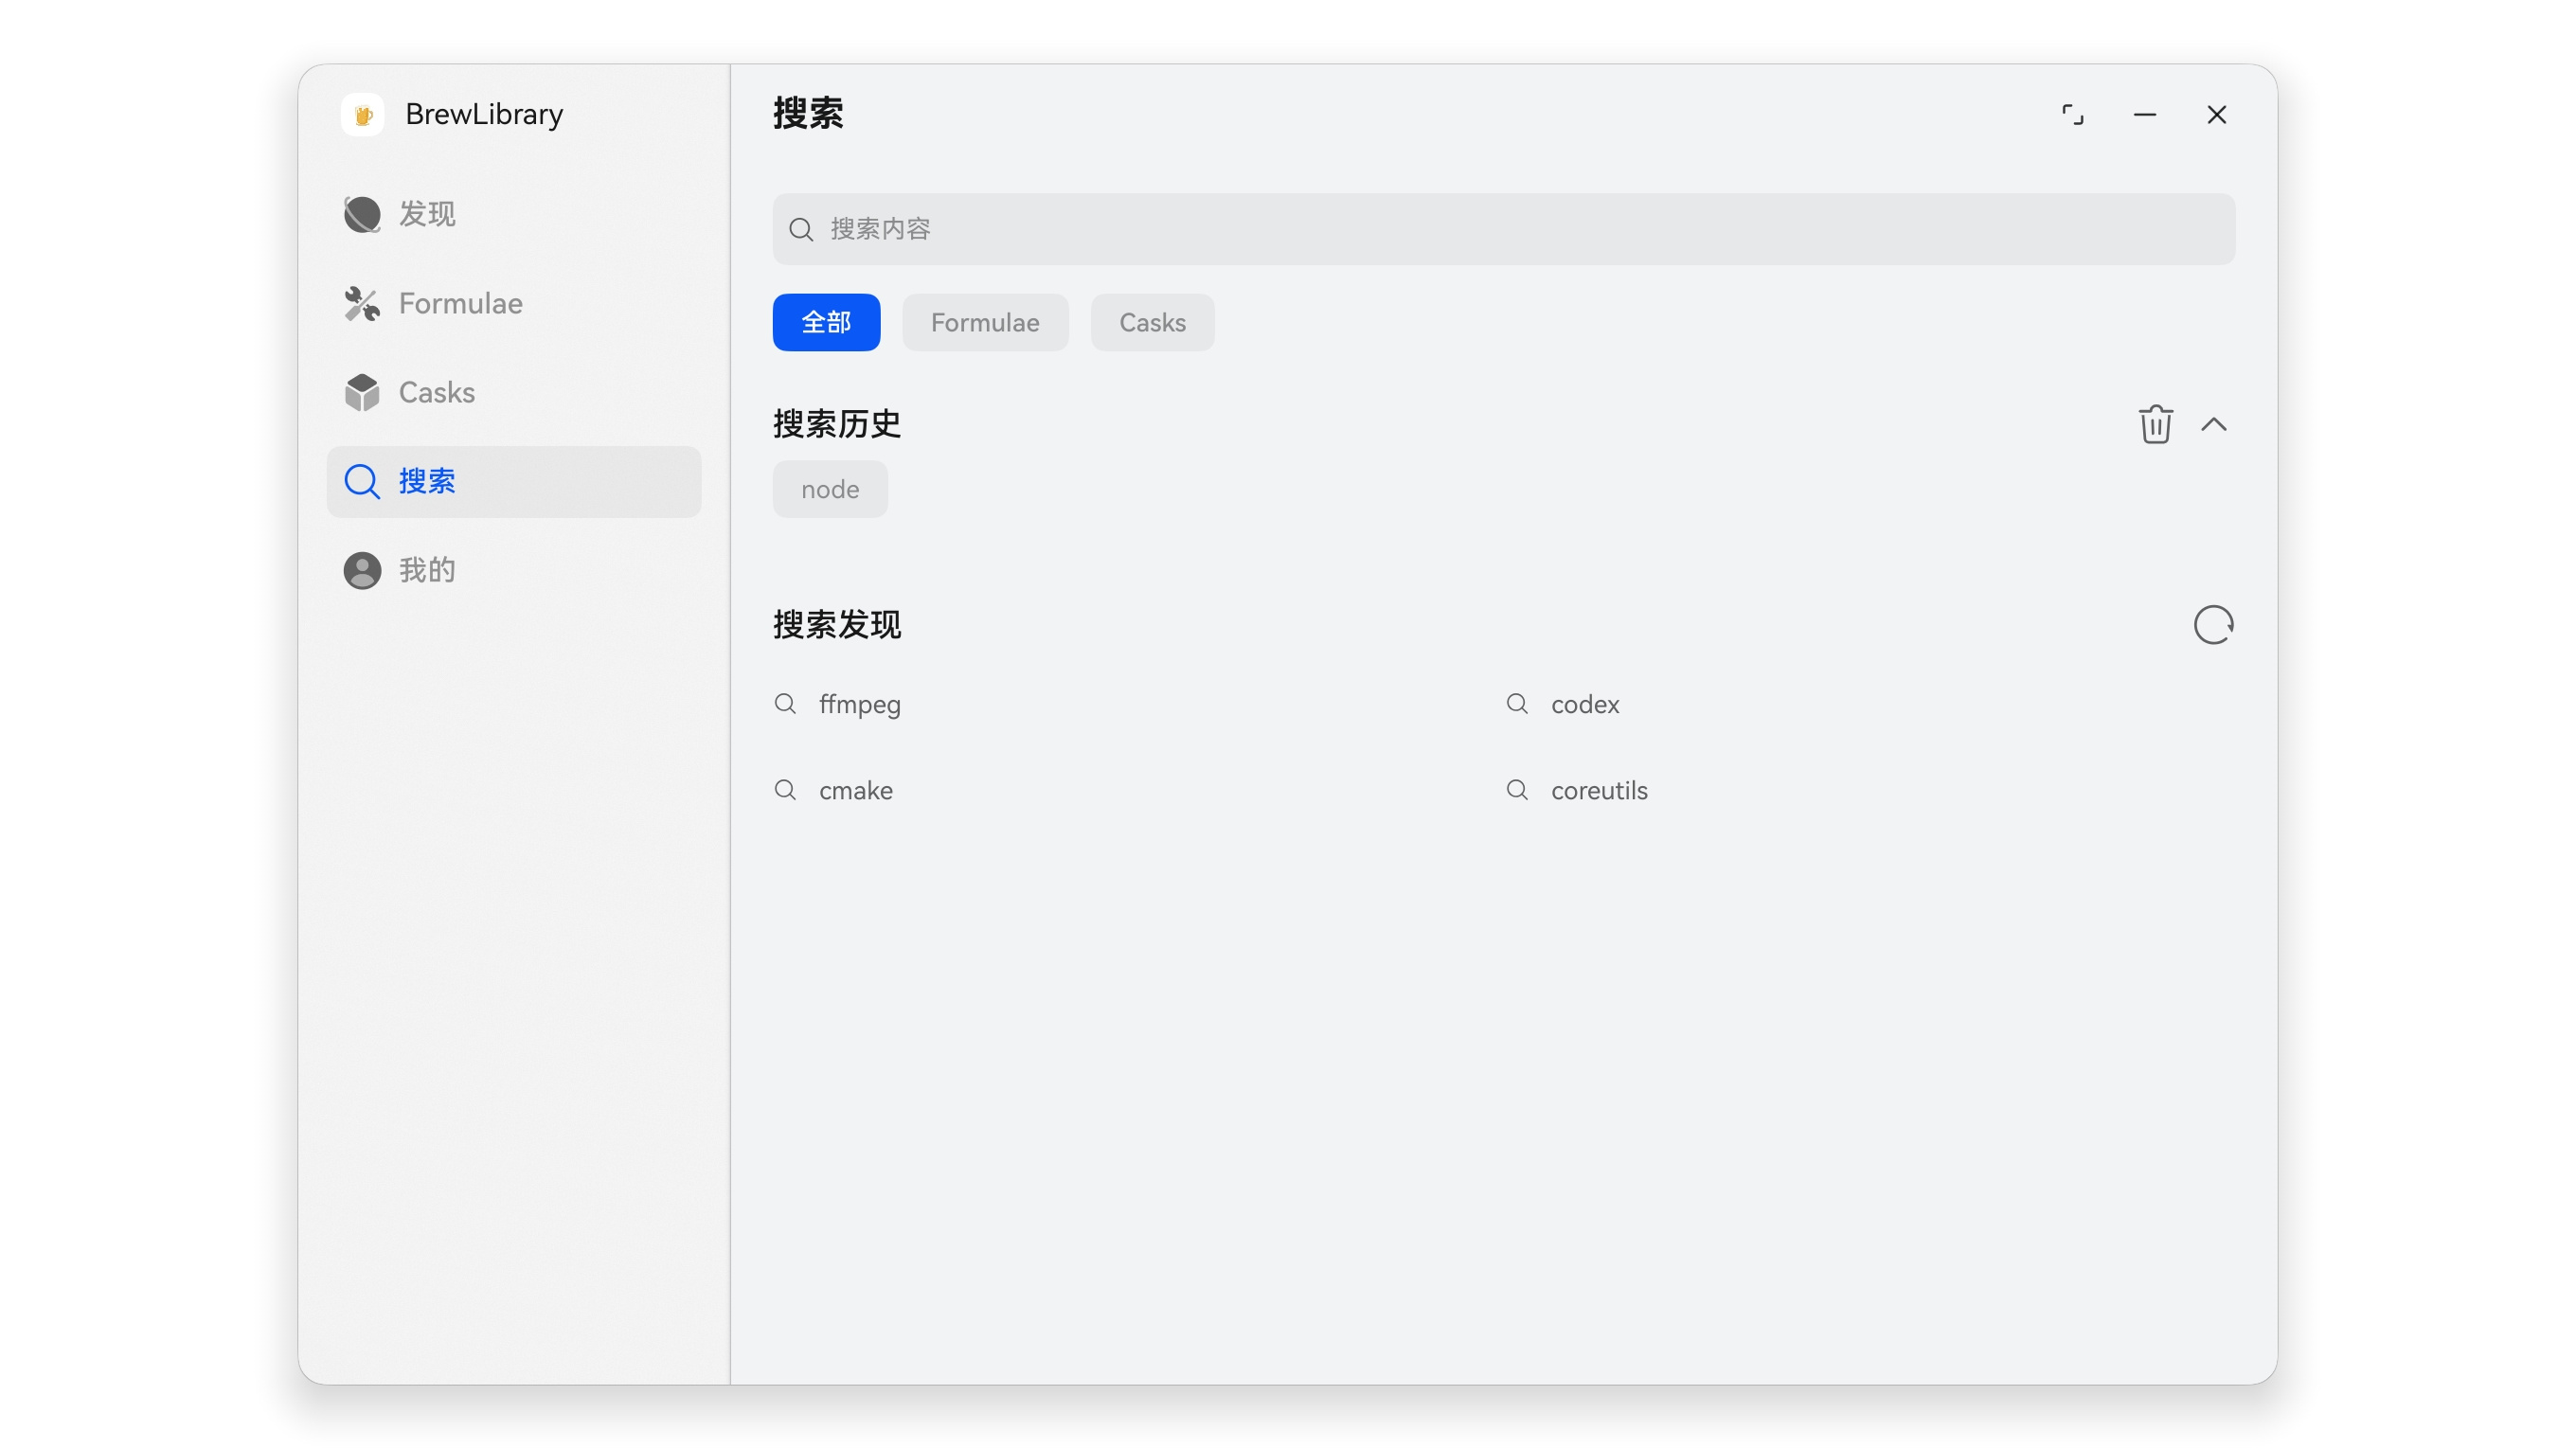 BrewLibrary
发现
Formulae
Casks
搜索
我的
搜索
搜索内容
全部 Formulae Casks
搜索历史
node
搜索发现
ffmpeg codex
cmake coreutils